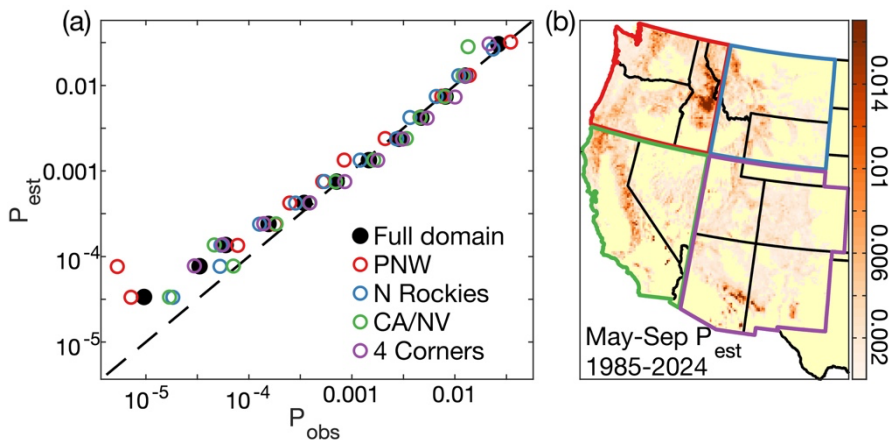 (a)
P_est
0.01
0.001
10^-4
10^-5
Full domain
PNW
N Rockies
CA/NV
4 Corners
10^-5
10^-4
0.001
0.01
P_obs
(b)
May-Sep P_est
1985-2024
0.014
0.01
0.006
0.002